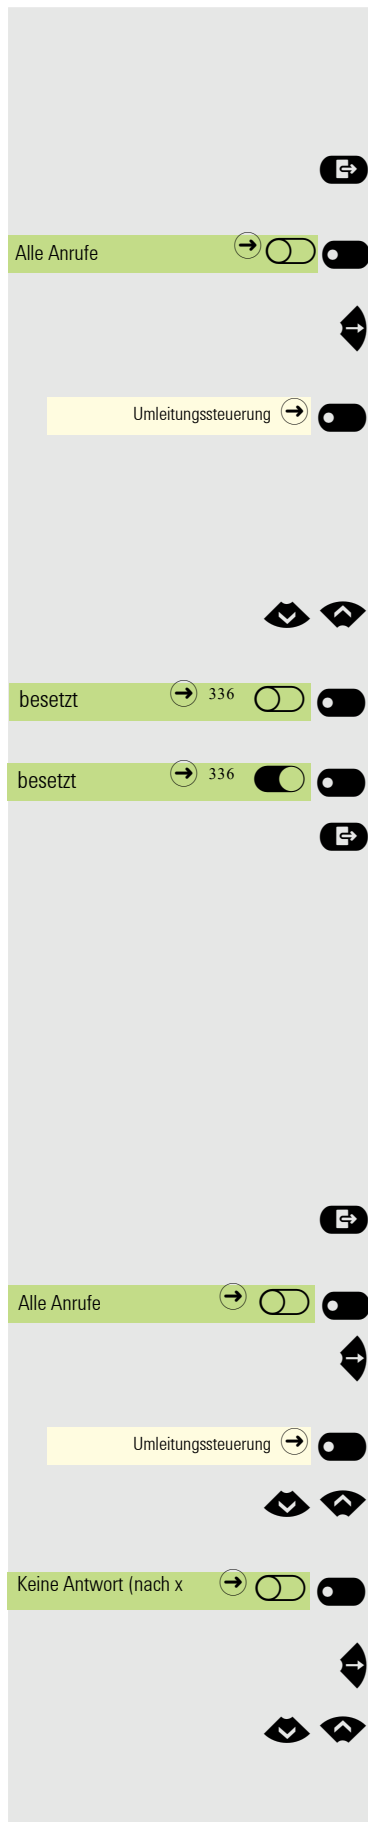 Alle Anrufe
Umleitungssteuerung
besetzt 336
besetzt 336
Alle Anrufe
Umleitungssteuerung
Keine Antwort (nach x